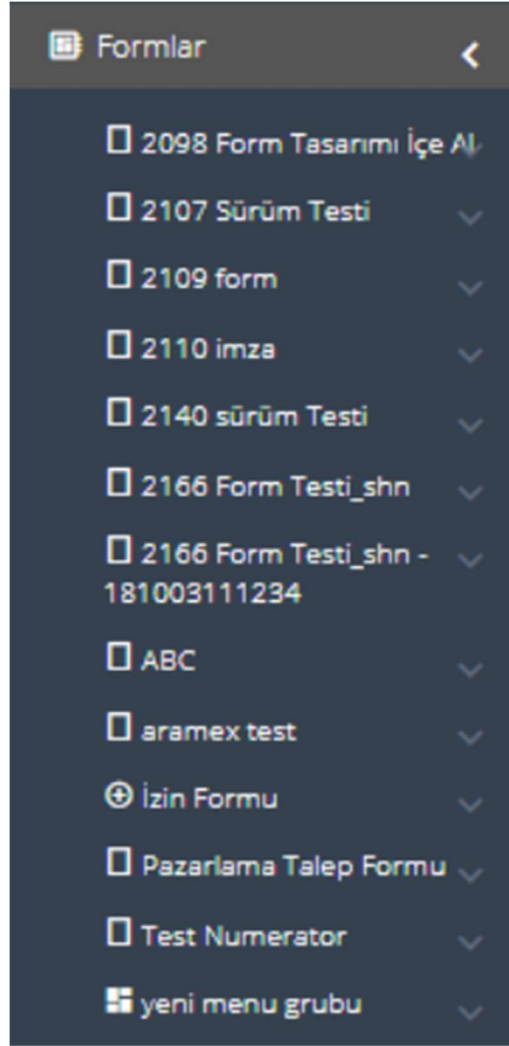 Formlar
2098 Form Tasarımı İçe Al
2107 Sürüm Testi
2109 form
2110 imza
2140 sürüm Testi
2166 Form Testi_shn
2166 Form Testi_shn -
181003111234
ABC
aramex test
İzin Formu
Pazarlama Talep Formu
Test Numerator
yeni menu grubu